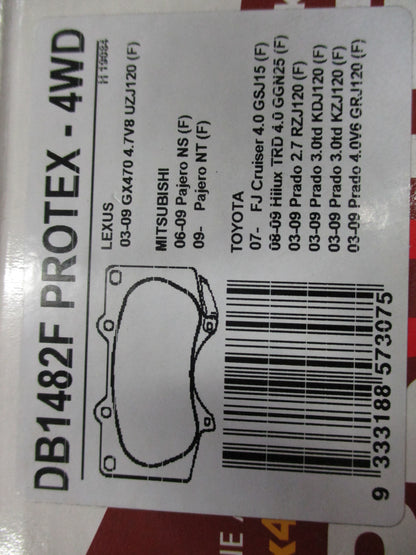 DB1482F PROTEX - 4WD
H 19084
LEXUS
03-09 GX470 4.7V8 UZJ120 (F)
MITSUBISHI
06-09 Pajero NS (F)
09- Pajero NT (F)
TOYOTA
07- FJ Cruiser 4.0 GSJ15 (F)
08-09 Hilux TRD 4.0 GGN25 (F)
03-09 Prado 2.7 RZJ120 (F)
03-09 Prado 3.0td KDJ120 (F)
03-09 Prado 3.0td KZJ120 (F)
03-09 Prado 4.0V6 GRJ120 (F)
9 333188 573075